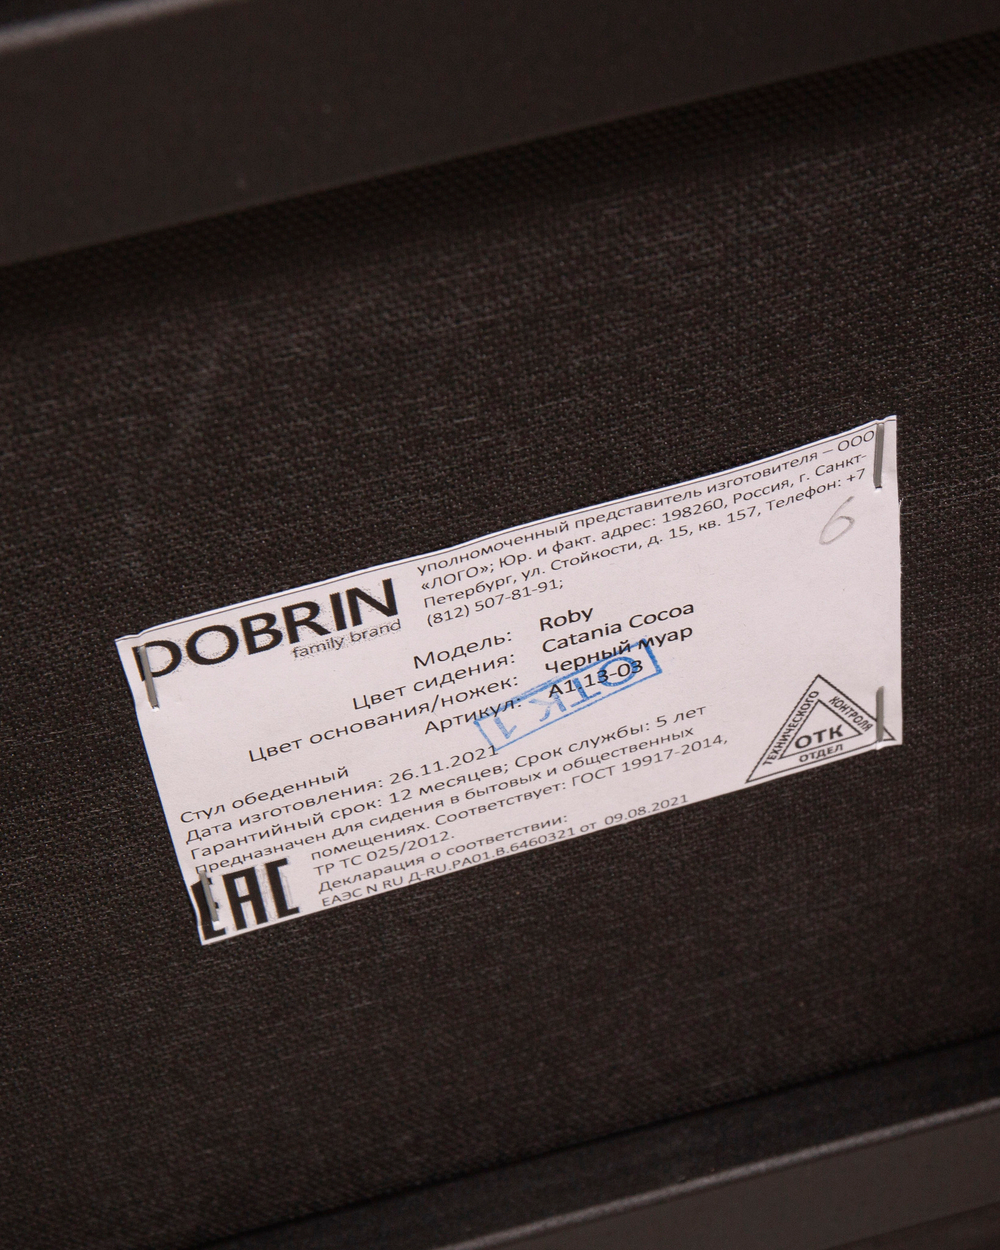 DOBRIN
family brand
уполномоченный представитель изготовителя – ООО
«ЛОГО»; Юр. и факт. адрес: 198260, Россия, г. Санкт-
Петербург, ул. Стойкости, д. 15, кв. 157, Телефон: +7
(812) 507-81-91;
6
Модель: Roby
Цвет сидения: Catania Cocoa
Цвет основания/ножек: Черный муар
Артикул: A1 13-03
ОТК 1
Стул обеденный
Дата изготовления: 26.11.2021
Гарантийный срок: 12 месяцев; Срок службы: 5 лет
Предназначен для сидения в бытовых и общественных
помещениях. Соответствует: ГОСТ 19917-2014,
ТР ТС 025/2012.
Декларация о соответствии:
ЕАЭС N RU Д-RU.РА01.В.6460321 от 09.08.2021
EAC
ТЕХНИЧЕСКОГО
КОНТРОЛЯ
ОТК
ОТДЕЛ